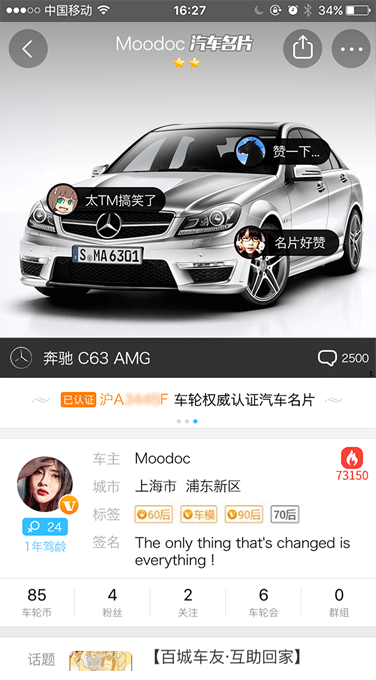 中国移动 16:27 34%
Moodoc 汽车名片
赞一下...
太TM搞笑了
名片好赞
S MA6301
奔驰 C63 AMG 2500
已认证 沪A F 车轮权威认证汽车名片
车主 Moodoc
73150
城市 上海市 浦东新区
标签 60后 车模 90后 70后
24
签名 The only thing that's changed is
everything !
1年驾龄
85 4 2 6 0
车轮币 粉丝 关注 车轮会 群组
话题 【百城车友·互助回家】